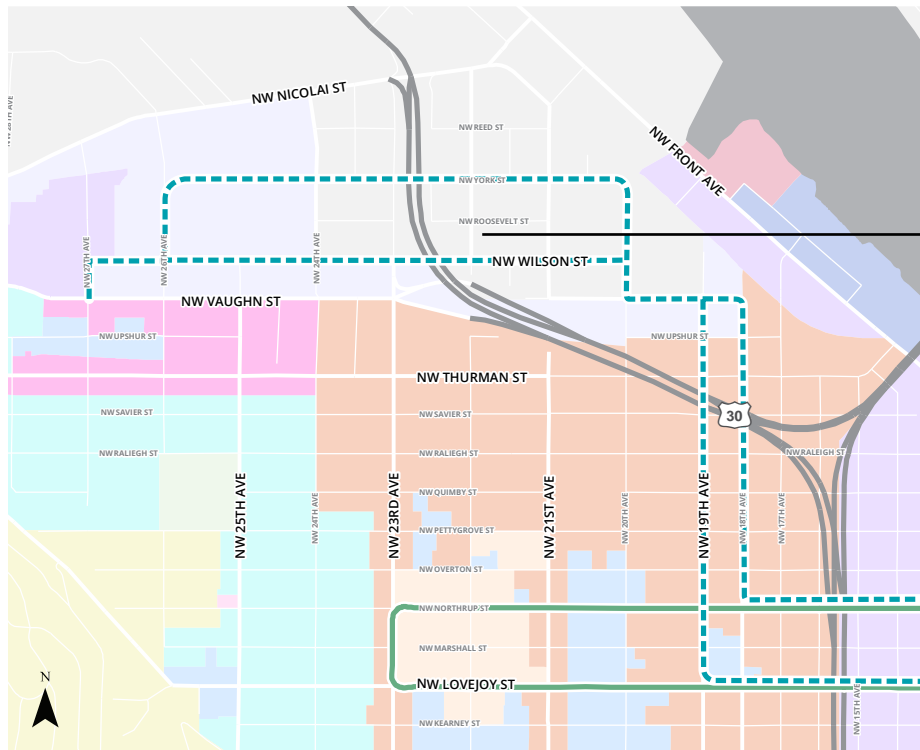 NW 28TH AVE
NW NICOLAI ST
NW REED ST
NW FRONT AVE
NW YORK ST
NW ROOSEVELT ST
NW 27TH AVE
NW 26TH AVE
NW 24TH AVE
NW WILSON ST
NW VAUGHN ST
NW UPSHUR ST
NW UPSHUR ST
NW THURMAN ST
NW SAVIER ST
NW SAVIER ST
30
NW RALIEGH ST
NW RALIEGH ST
NW RALEIGH ST
NW 25TH AVE
NW 24TH AVE
NW 23RD AVE
NW QUIMBY ST
NW 21ST AVE
NW 20TH AVE
NW 19TH AVE
NW 18TH AVE
NW 17TH AVE
NW PETTYGROVE ST
NW OVERTON ST
NW NORTHRUP ST
NW MARSHALL ST
NW LOVEJOY ST
N
NW 15TH AVE
NW KEARNEY ST